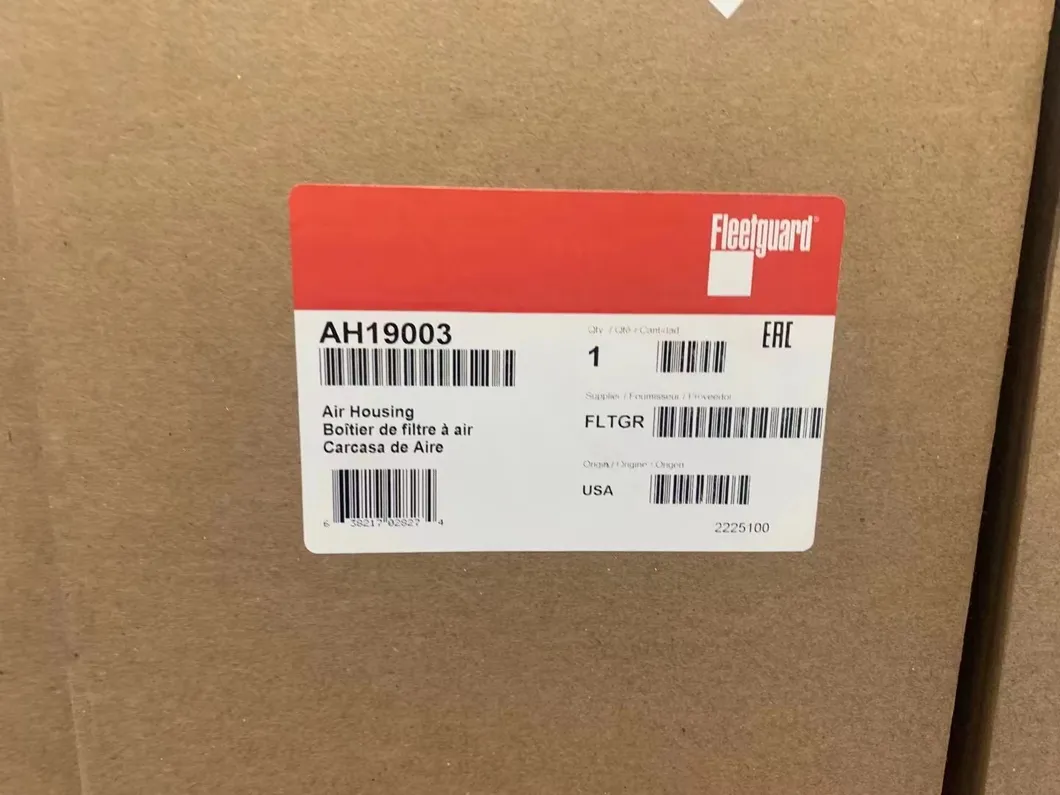 Fleetguard®
AH19003
Air Housing
Boîtier de filtre à air
Carcasa de Aire
6 38217 02827 4
Qty / Qté / Cantidad
1
EAC
Supplier / Fournisseur / Proveedor
FLTGR
Origin / Origine / Origen
USA
2225100